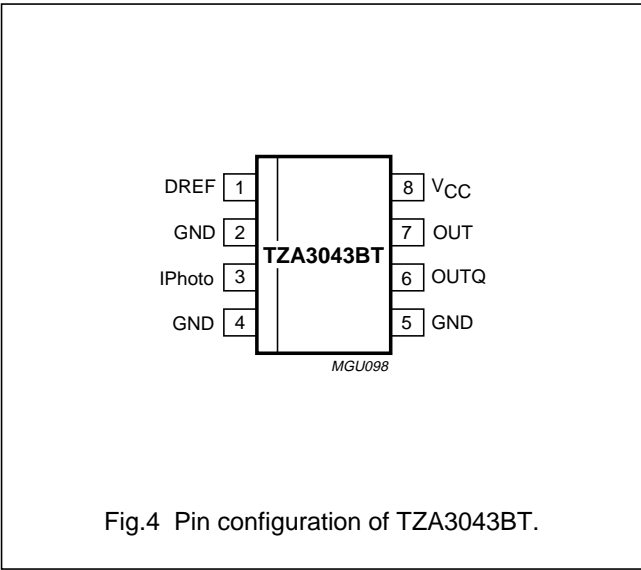 DREF 1 8 VCC
GND 2 7 OUT
TZA3043BT
IPhoto 3 6 OUTQ
GND 4 5 GND
MGU098
Fig.4 Pin configuration of TZA3043BT.